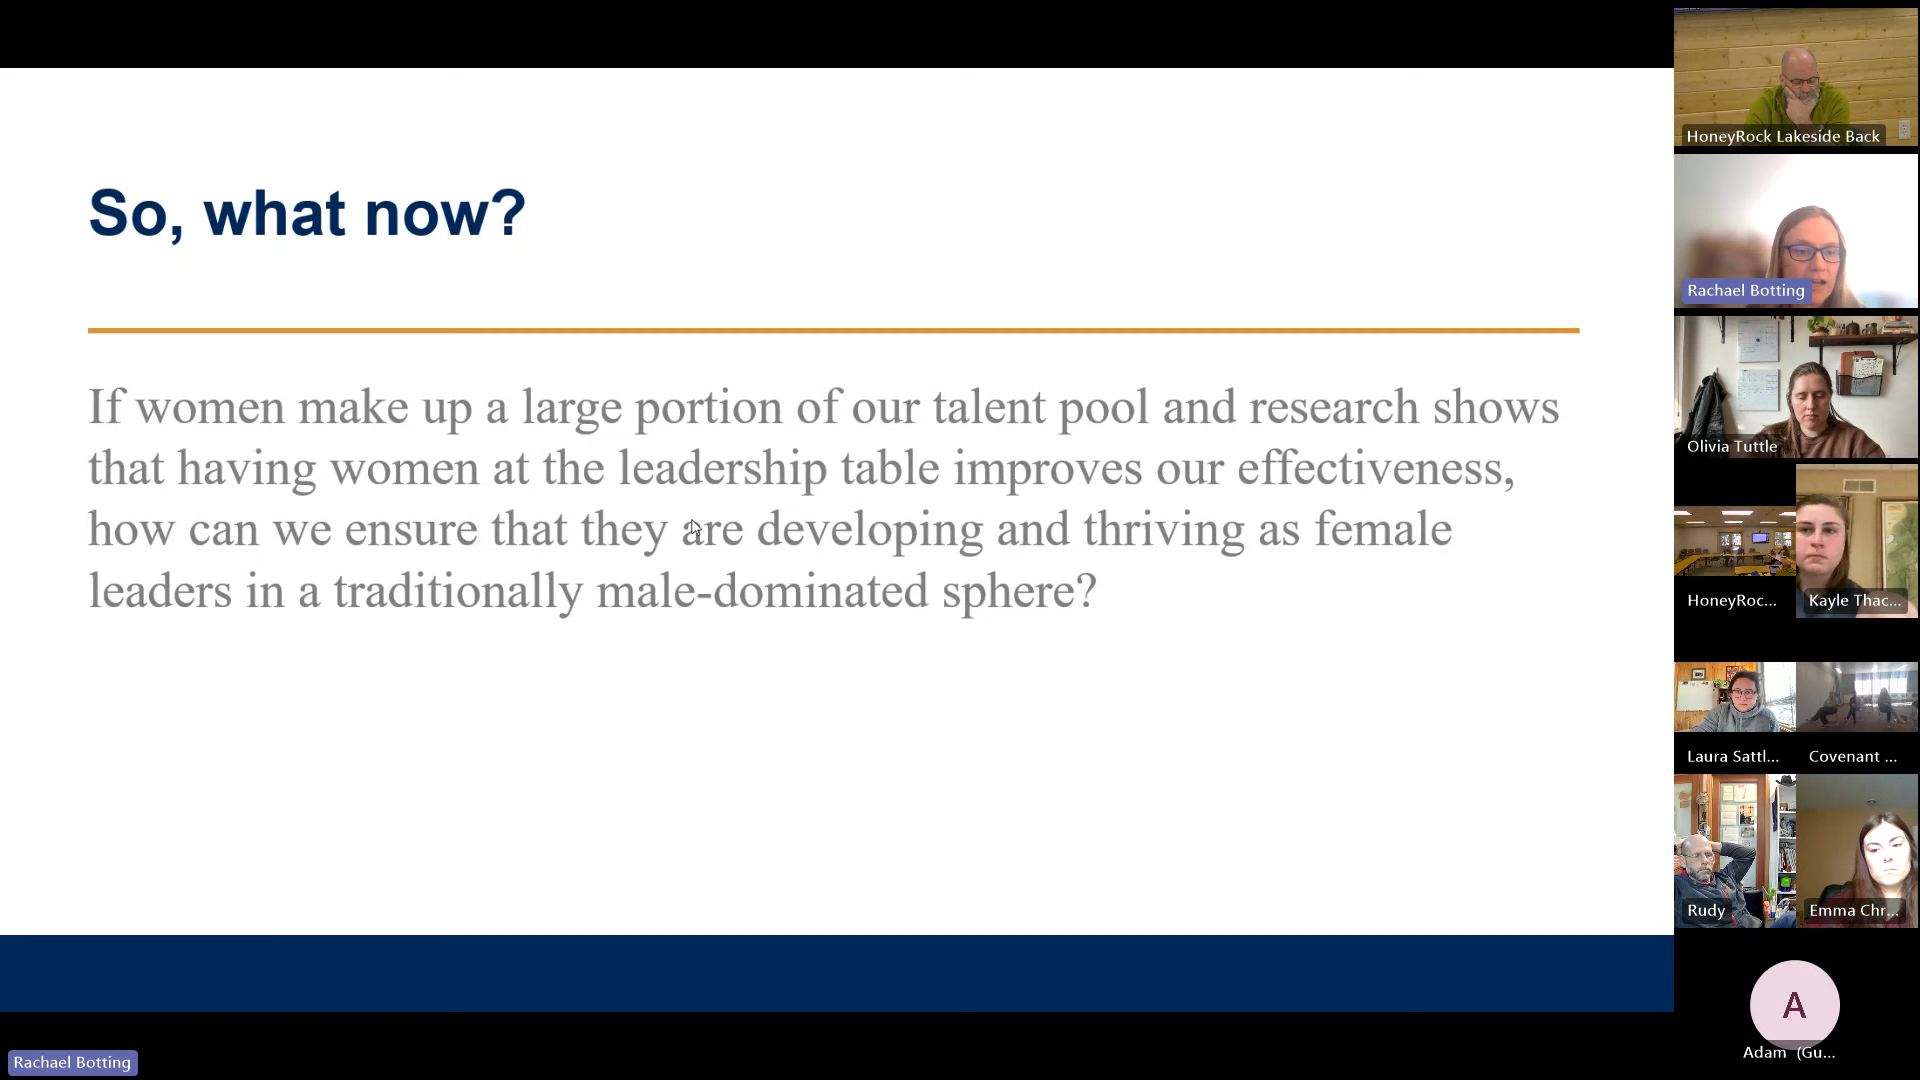 So, what now?
If women make up a large portion of our talent pool and research shows
that having women at the leadership table improves our effectiveness,
how can we ensure that they are developing and thriving as female
leaders in a traditionally male-dominated sphere?
Rachael Botting
HoneyRock Lakeside Back
Rachael Botting
Olivia Tuttle
HoneyRoc...
Kayle Thac...
Laura Sattl...
Covenant ...
Rudy
Emma Chr...
A
Adam (Gu...